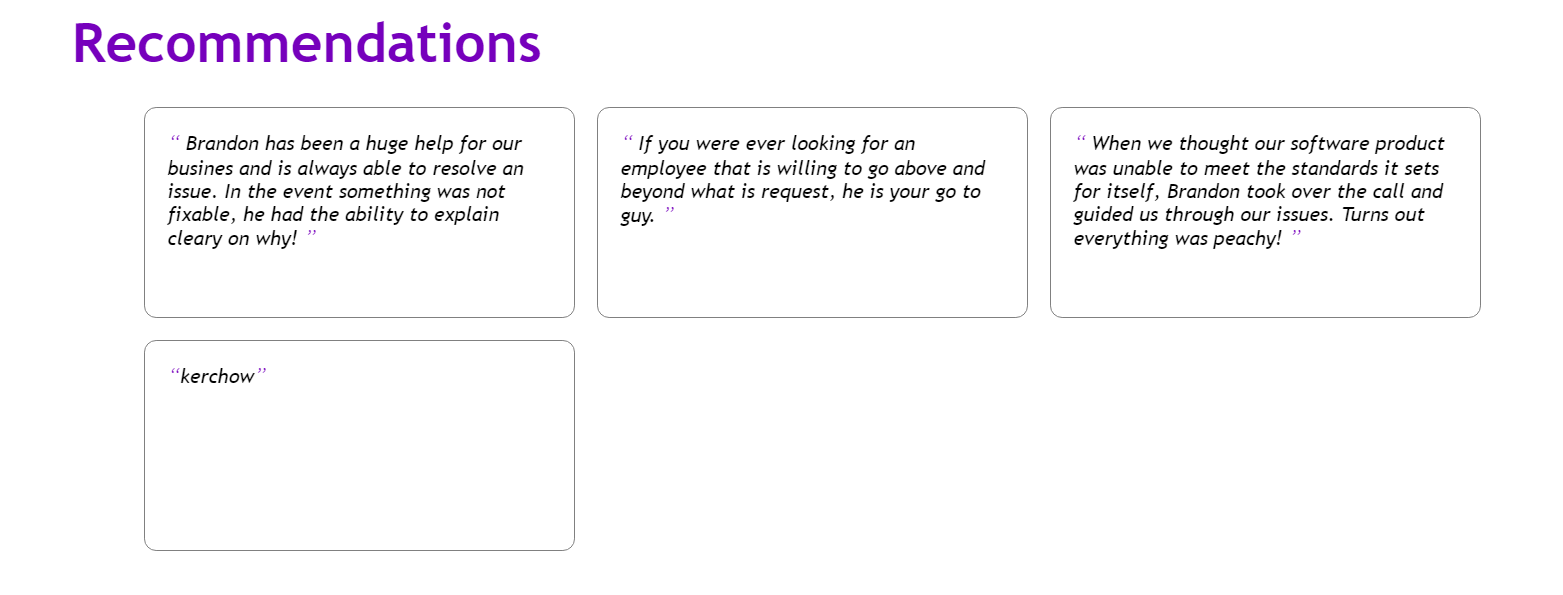 Recommendations
“ Brandon has been a huge help for our
busines and is always able to resolve an
issue. In the event something was not
fixable, he had the ability to explain
cleary on why! ”
“ If you were ever looking for an
employee that is willing to go above and
beyond what is request, he is your go to
guy. ”
“ When we thought our software product
was unable to meet the standards it sets
for itself, Brandon took over the call and
guided us through our issues. Turns out
everything was peachy! ”
“kerchow”